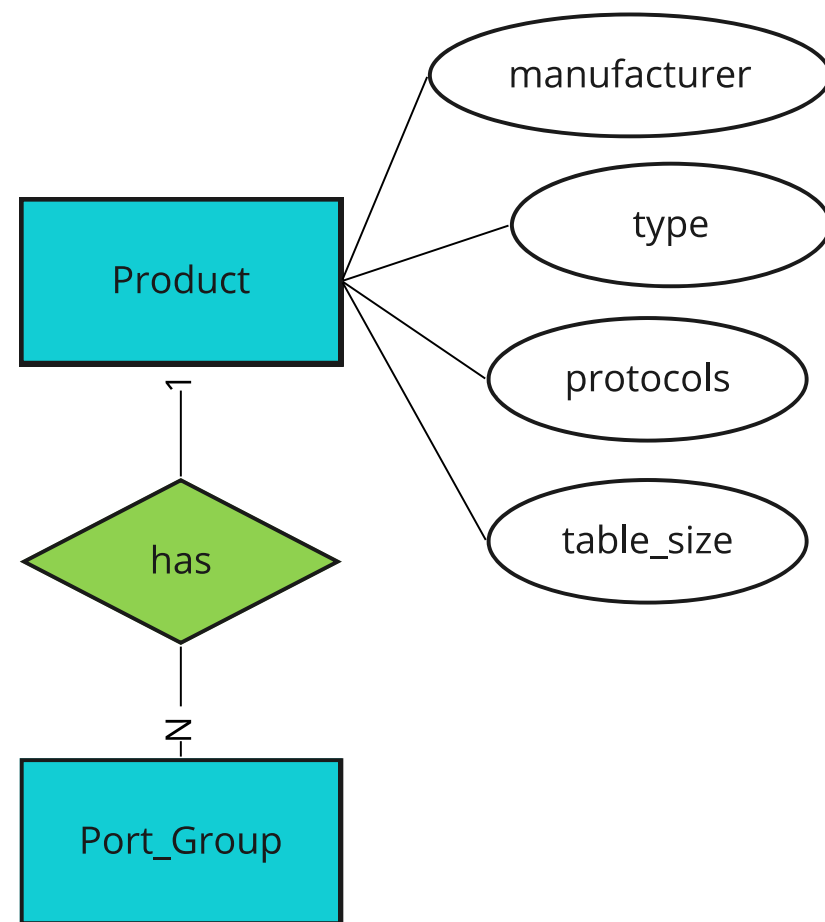 manufacturer
type
Product
protocols
1
table_size
has
N
Port_Group